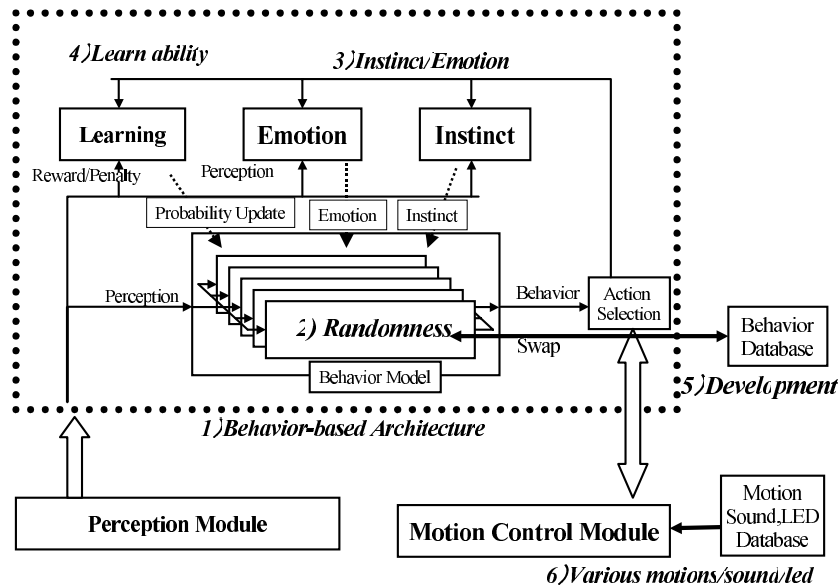 4)Learn ability
3)Instinct/Emotion
Learning
Emotion
Instinct
Reward/Penalty
Perception
Probability Update
Emotion
Instinct
Perception
2) Randomness
Behavior
Action
Selection
Swap
Behavior
Database
Behavior Model
5)Development
1)Behavior-based Architecture
Perception Module
Motion Control Module
Motion
Sound,LED
Database
6)Various motions/sound/led